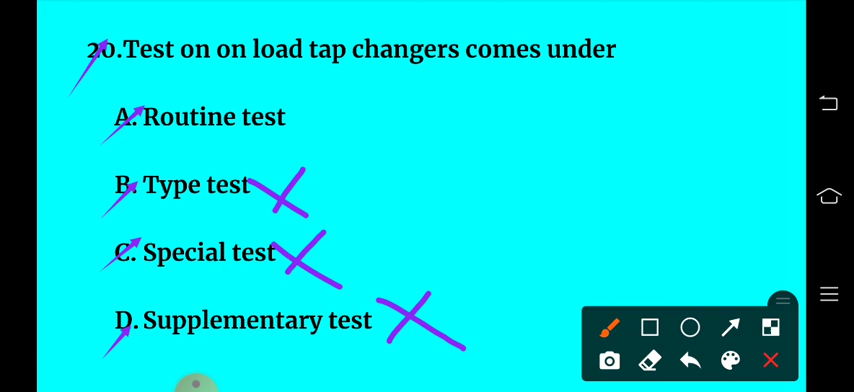 20.Test on on load tap changers comes under
A. Routine test
B. Type test
C. Special test
D. Supplementary test